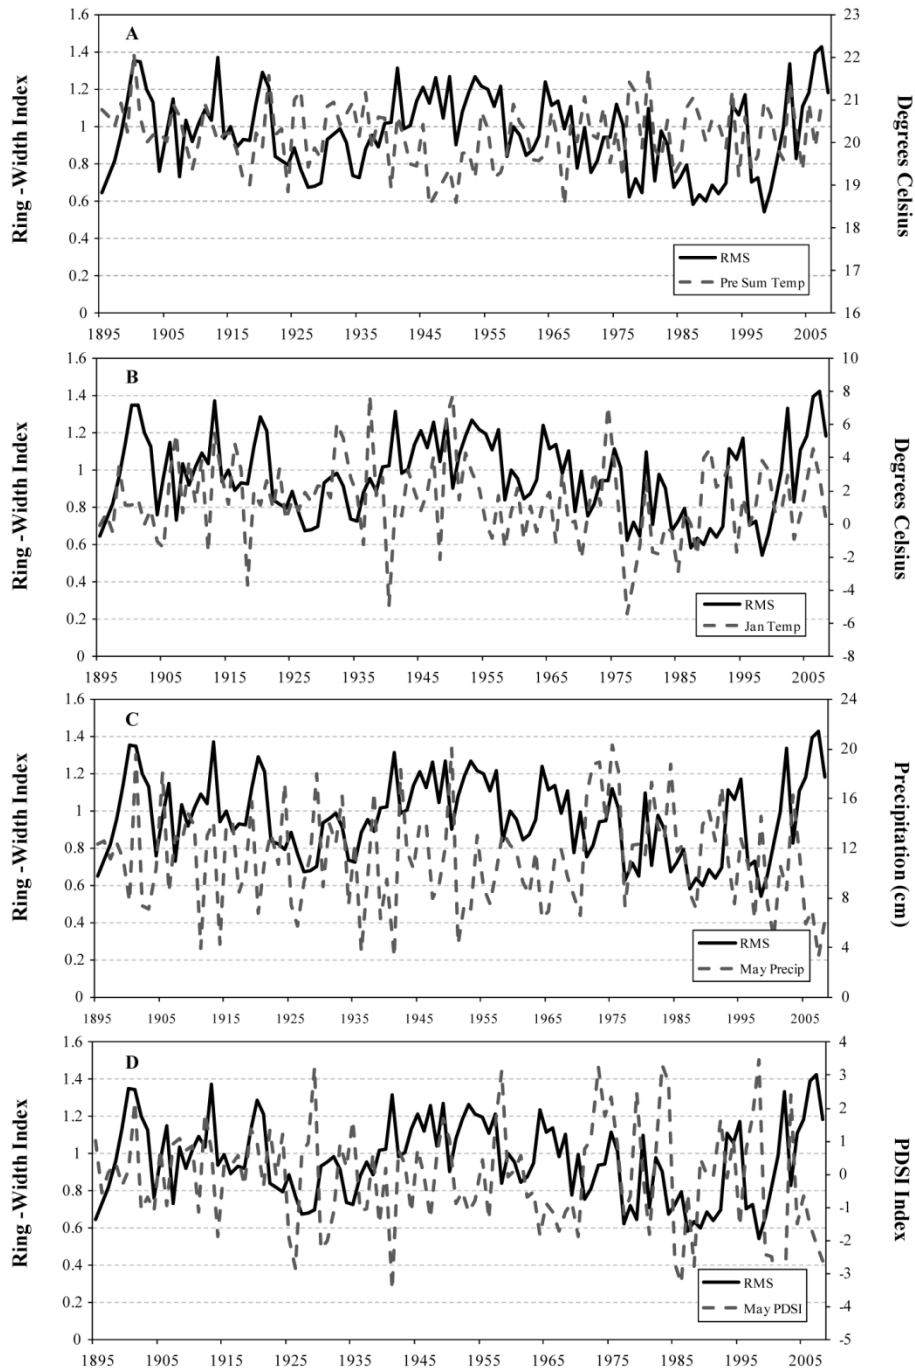 A
Ring -Width Index
Degrees Celsius
1.6
1.4
1.2
1
0.8
0.6
0.4
0.2
0
23
22
21
20
19
18
17
16
RMS
Pre Sum Temp
1895 1905 1915 1925 1935 1945 1955 1965 1975 1985 1995 2005
B
Ring -Width Index
Degrees Celsius
1.6
1.4
1.2
1
0.8
0.6
0.4
0.2
0
10
8
6
4
2
0
-2
-4
-6
-8
RMS
Jan Temp
1895 1905 1915 1925 1935 1945 1955 1965 1975 1985 1995 2005
C
Ring -Width Index
Precipitation (cm)
1.6
1.4
1.2
1
0.8
0.6
0.4
0.2
0
24
20
16
12
8
4
0
RMS
May Precip
1895 1905 1915 1925 1935 1945 1955 1965 1975 1985 1995 2005
D
Ring -Width Index
PDSI Index
1.6
1.4
1.2
1
0.8
0.6
0.4
0.2
0
4
3
2
1
0
-1
-2
-3
-4
-5
RMS
May PDSI
1895 1905 1915 1925 1935 1945 1955 1965 1975 1985 1995 2005